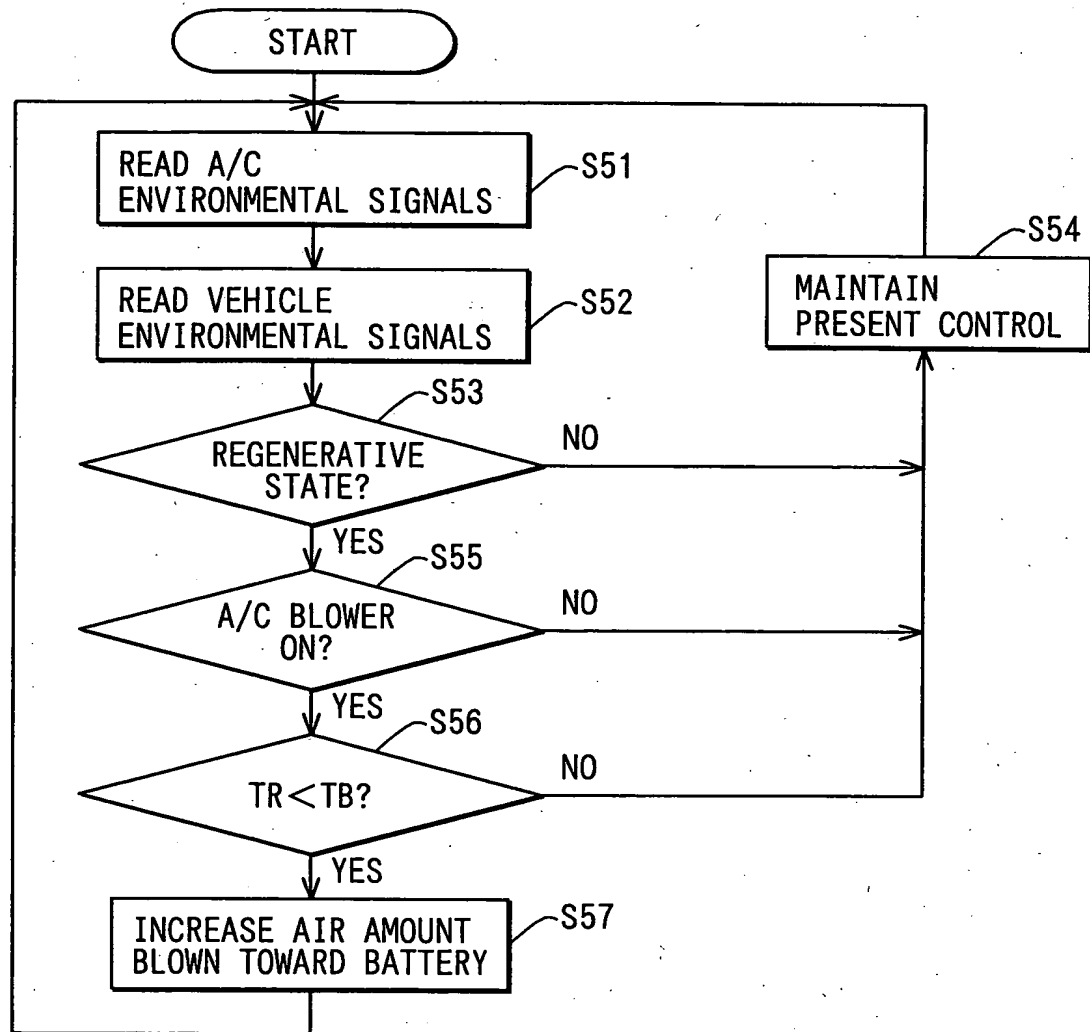 START
READ A/C
ENVIRONMENTAL SIGNALS
S51
READ VEHICLE
ENVIRONMENTAL SIGNALS
S52
S54
MAINTAIN
PRESENT CONTROL
S53
REGENERATIVE
STATE?
NO
YES
S55
A/C BLOWER
ON?
NO
YES
S56
TR<TB?
NO
YES
S57
INCREASE AIR AMOUNT
BLOWN TOWARD BATTERY